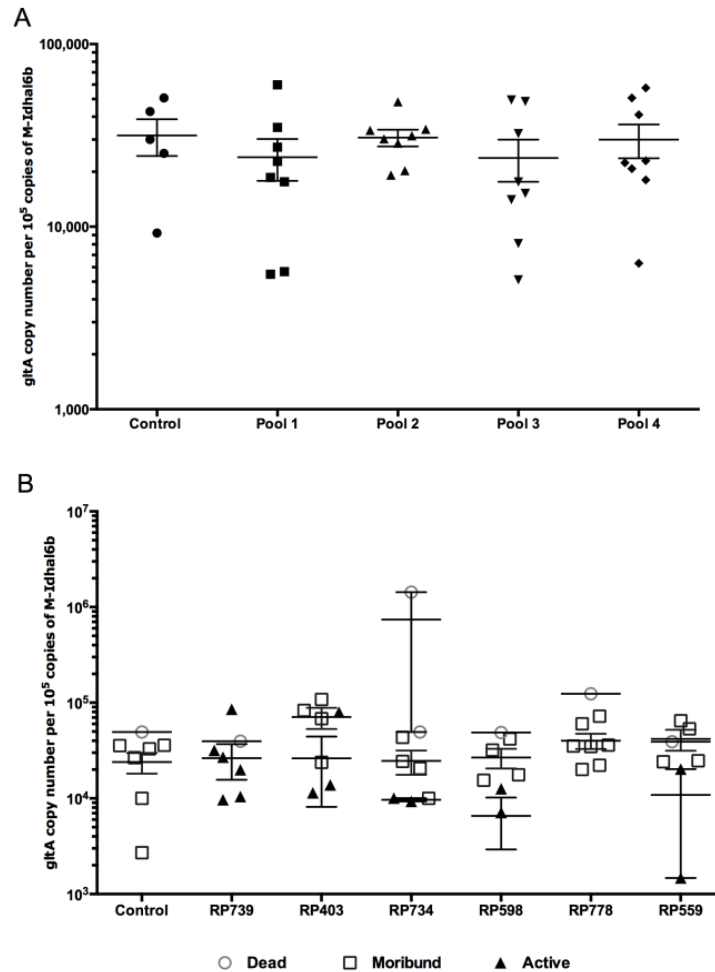 A
gltA copy number per 10⁵ copies of M-Idhal6b
100,000
10,000
1,000
Control Pool 1 Pool 2 Pool 3 Pool 4
B
gltA copy number per 10⁵ copies of M-Idhal6b
10⁷
10⁶
10⁵
10⁴
10³
Control RP739 RP403 RP734 RP598 RP778 RP559
Dead Moribund Active